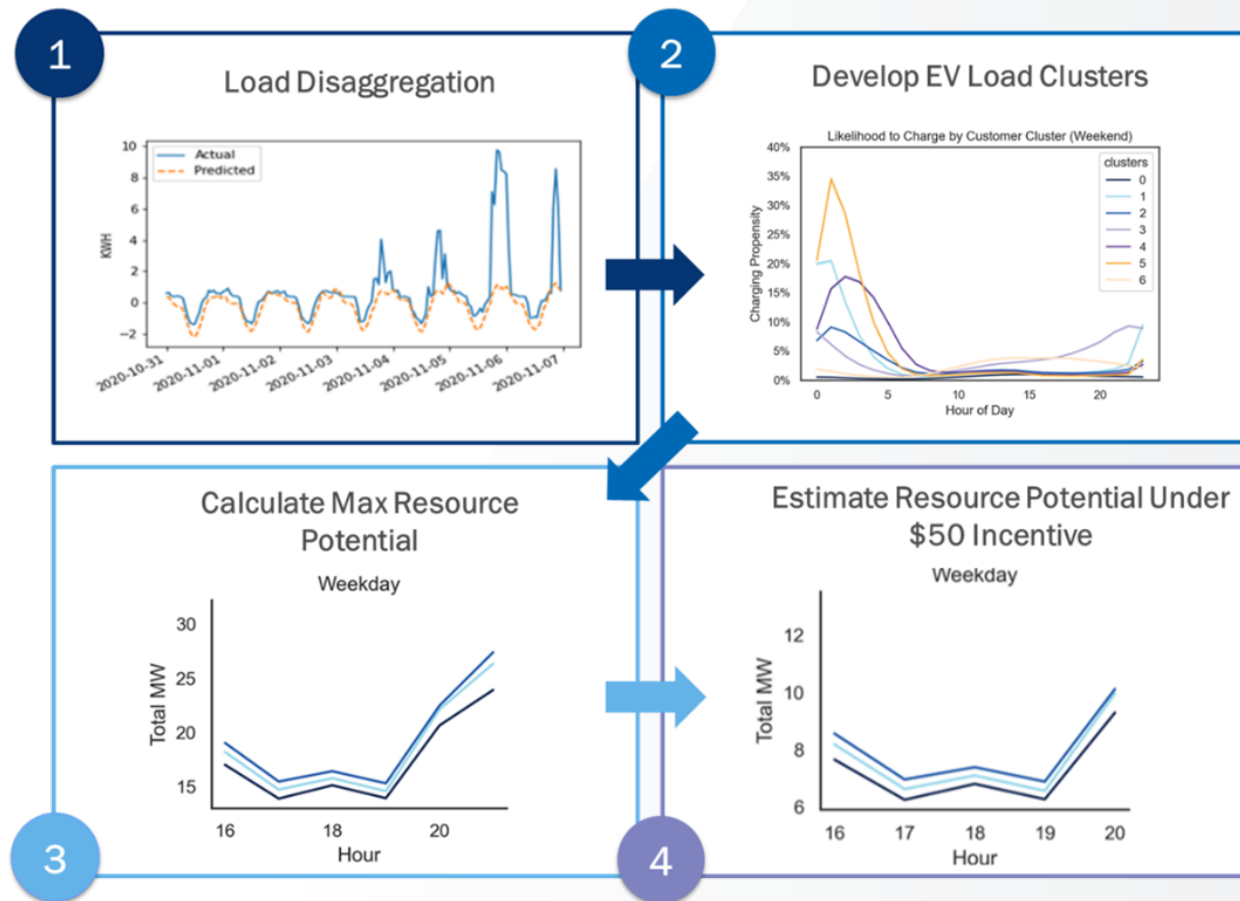 1
Load Disaggregation
Actual
Predicted
KWH
10
8
6
4
2
0
−2
2020-10-31
2020-11-01
2020-11-02
2020-11-03
2020-11-04
2020-11-05
2020-11-06
2020-11-07
2
Develop EV Load Clusters
Likelihood to Charge by Customer Cluster (Weekend)
Charging Propensity
40%
35%
30%
25%
20%
15%
10%
5%
0%
clusters
0
1
2
3
4
5
6
0 5 10 15 20
Hour of Day
3
Calculate Max Resource
Potential
Weekday
Total MW
30
25
20
15
16 18 20
Hour
4
Estimate Resource Potential Under
$50 Incentive
Weekday
Total MW
12
10
8
6
16 17 18 19 20
Hour